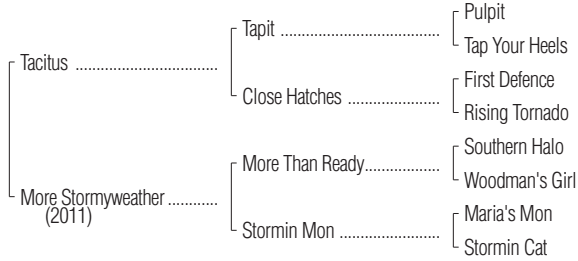 Pulpit
Tapit ........................................
Tap Your Heels
Tacitus ...................................
First Defence
Close Hatches .......................
Rising Tornado
Southern Halo
More Than Ready...................
Woodman's Girl
More Stormyweather ............
(2011)
Maria's Mon
Stormin Mon .........................
Stormin Cat